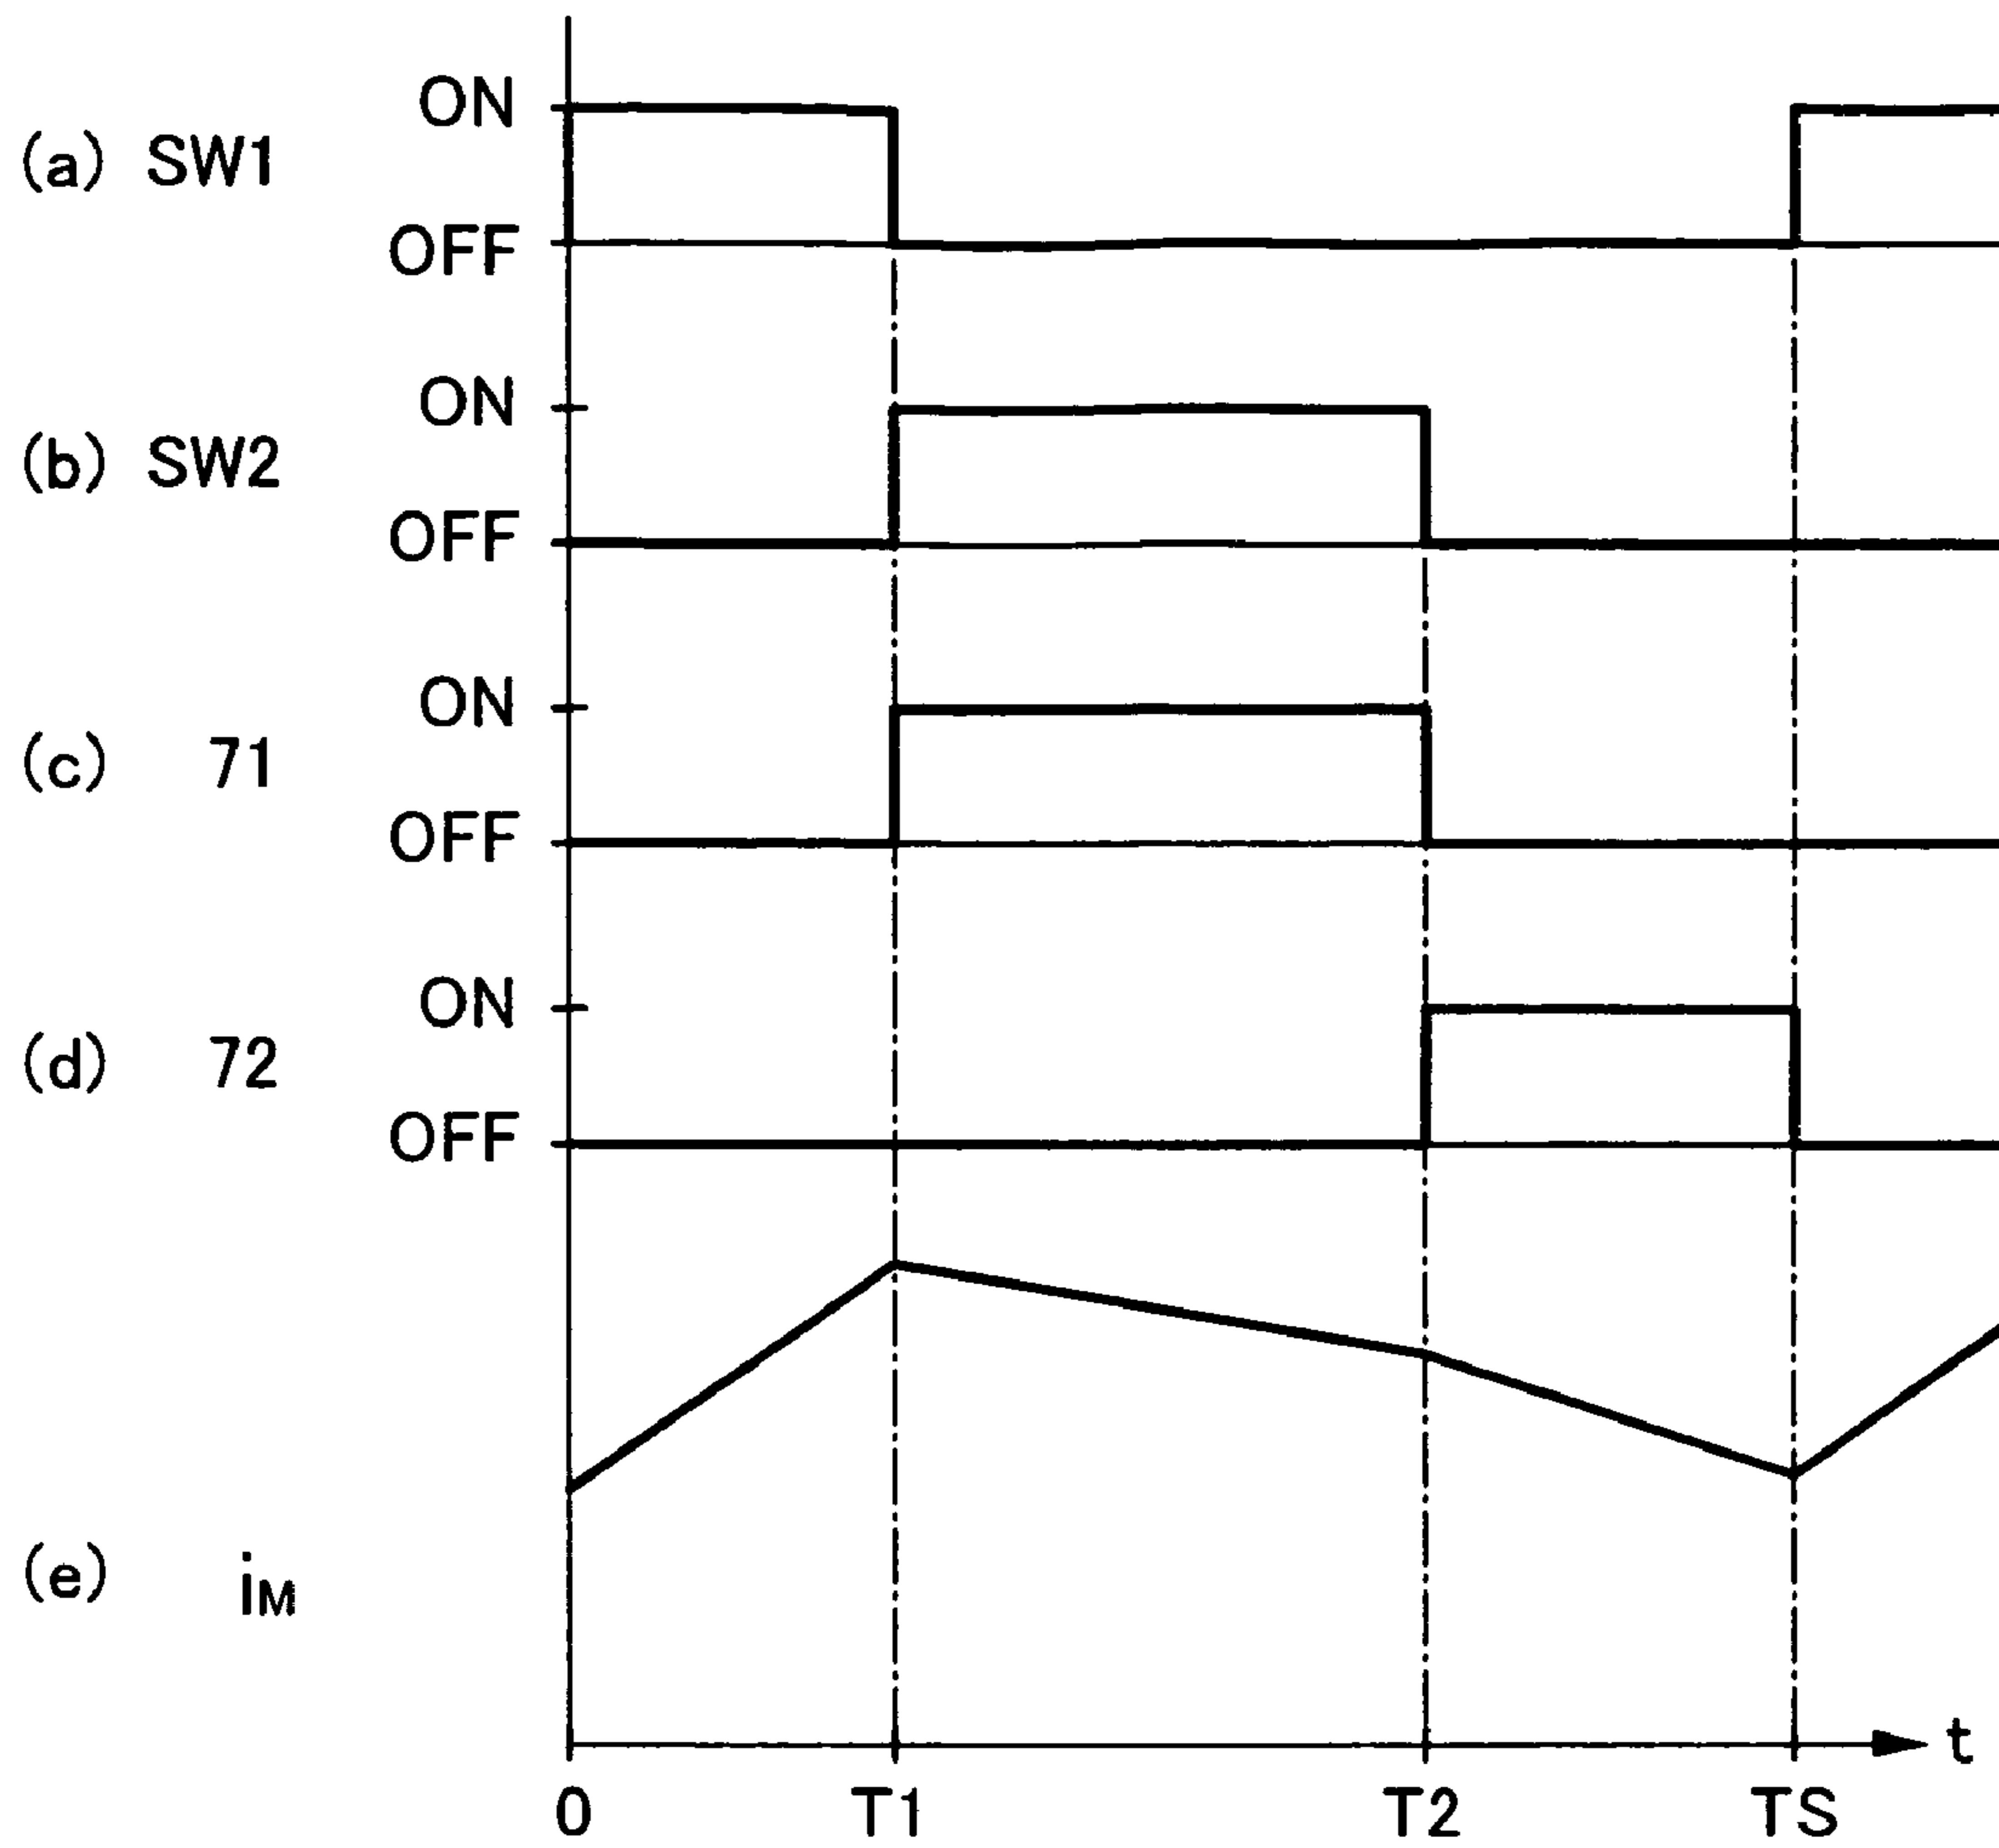 ON
(a) SW1
OFF
ON
(b) SW2
OFF
ON
(c) 71
OFF
ON
(d) 72
OFF
(e) iM
t
0 T1 T2 TS